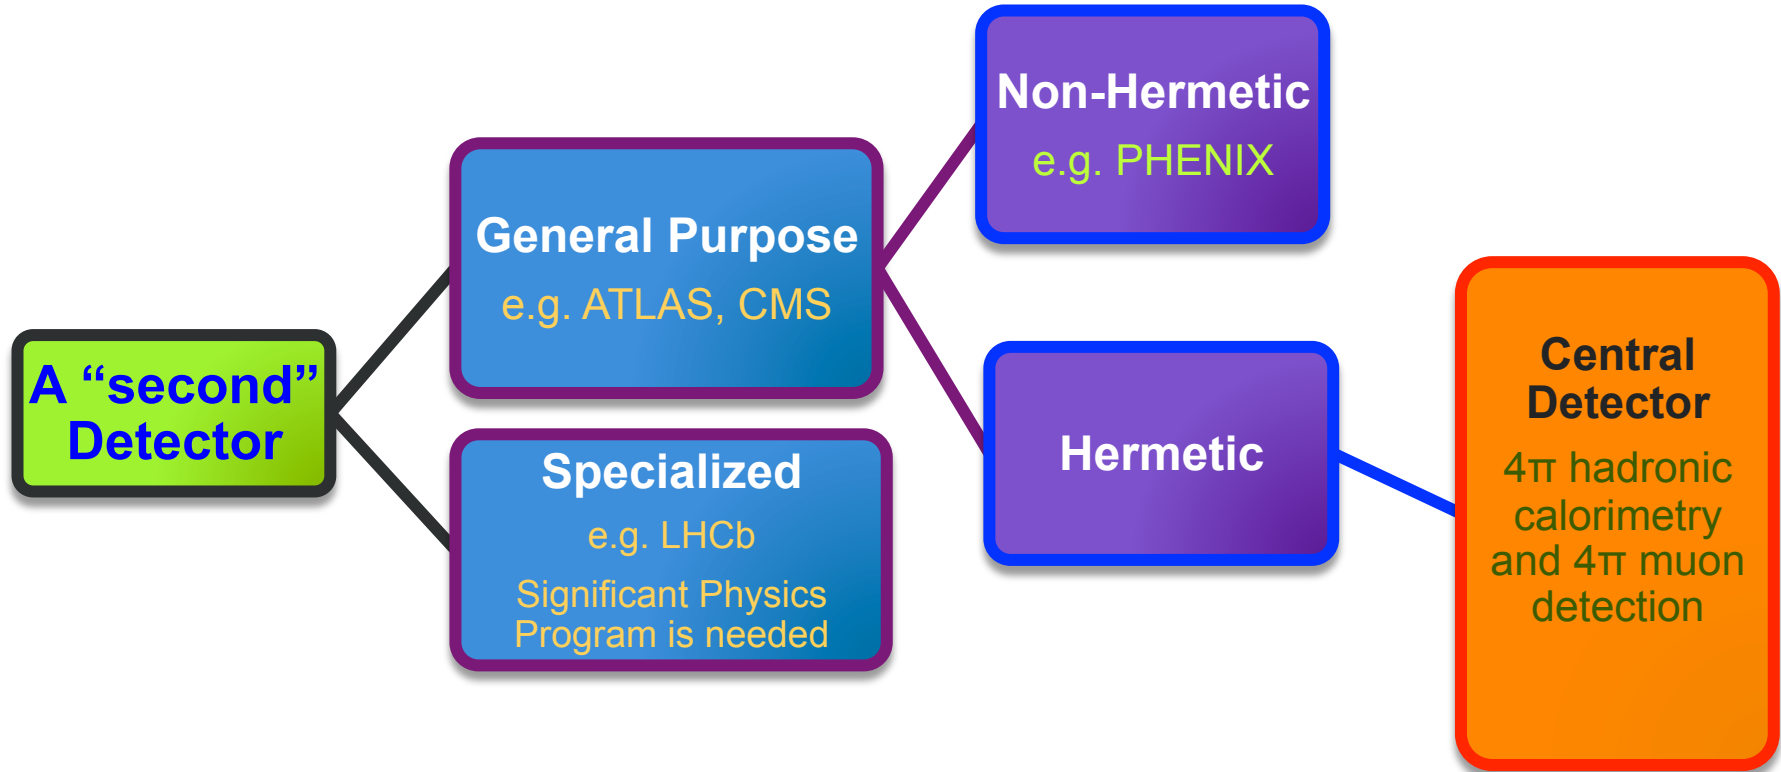 A “second”
Detector
General Purpose
e.g. ATLAS, CMS
Specialized
e.g. LHCb
Significant Physics
Program is needed
Non-Hermetic
e.g. PHENIX
Hermetic
Central
Detector
4π hadronic
calorimetry
and 4π muon
detection